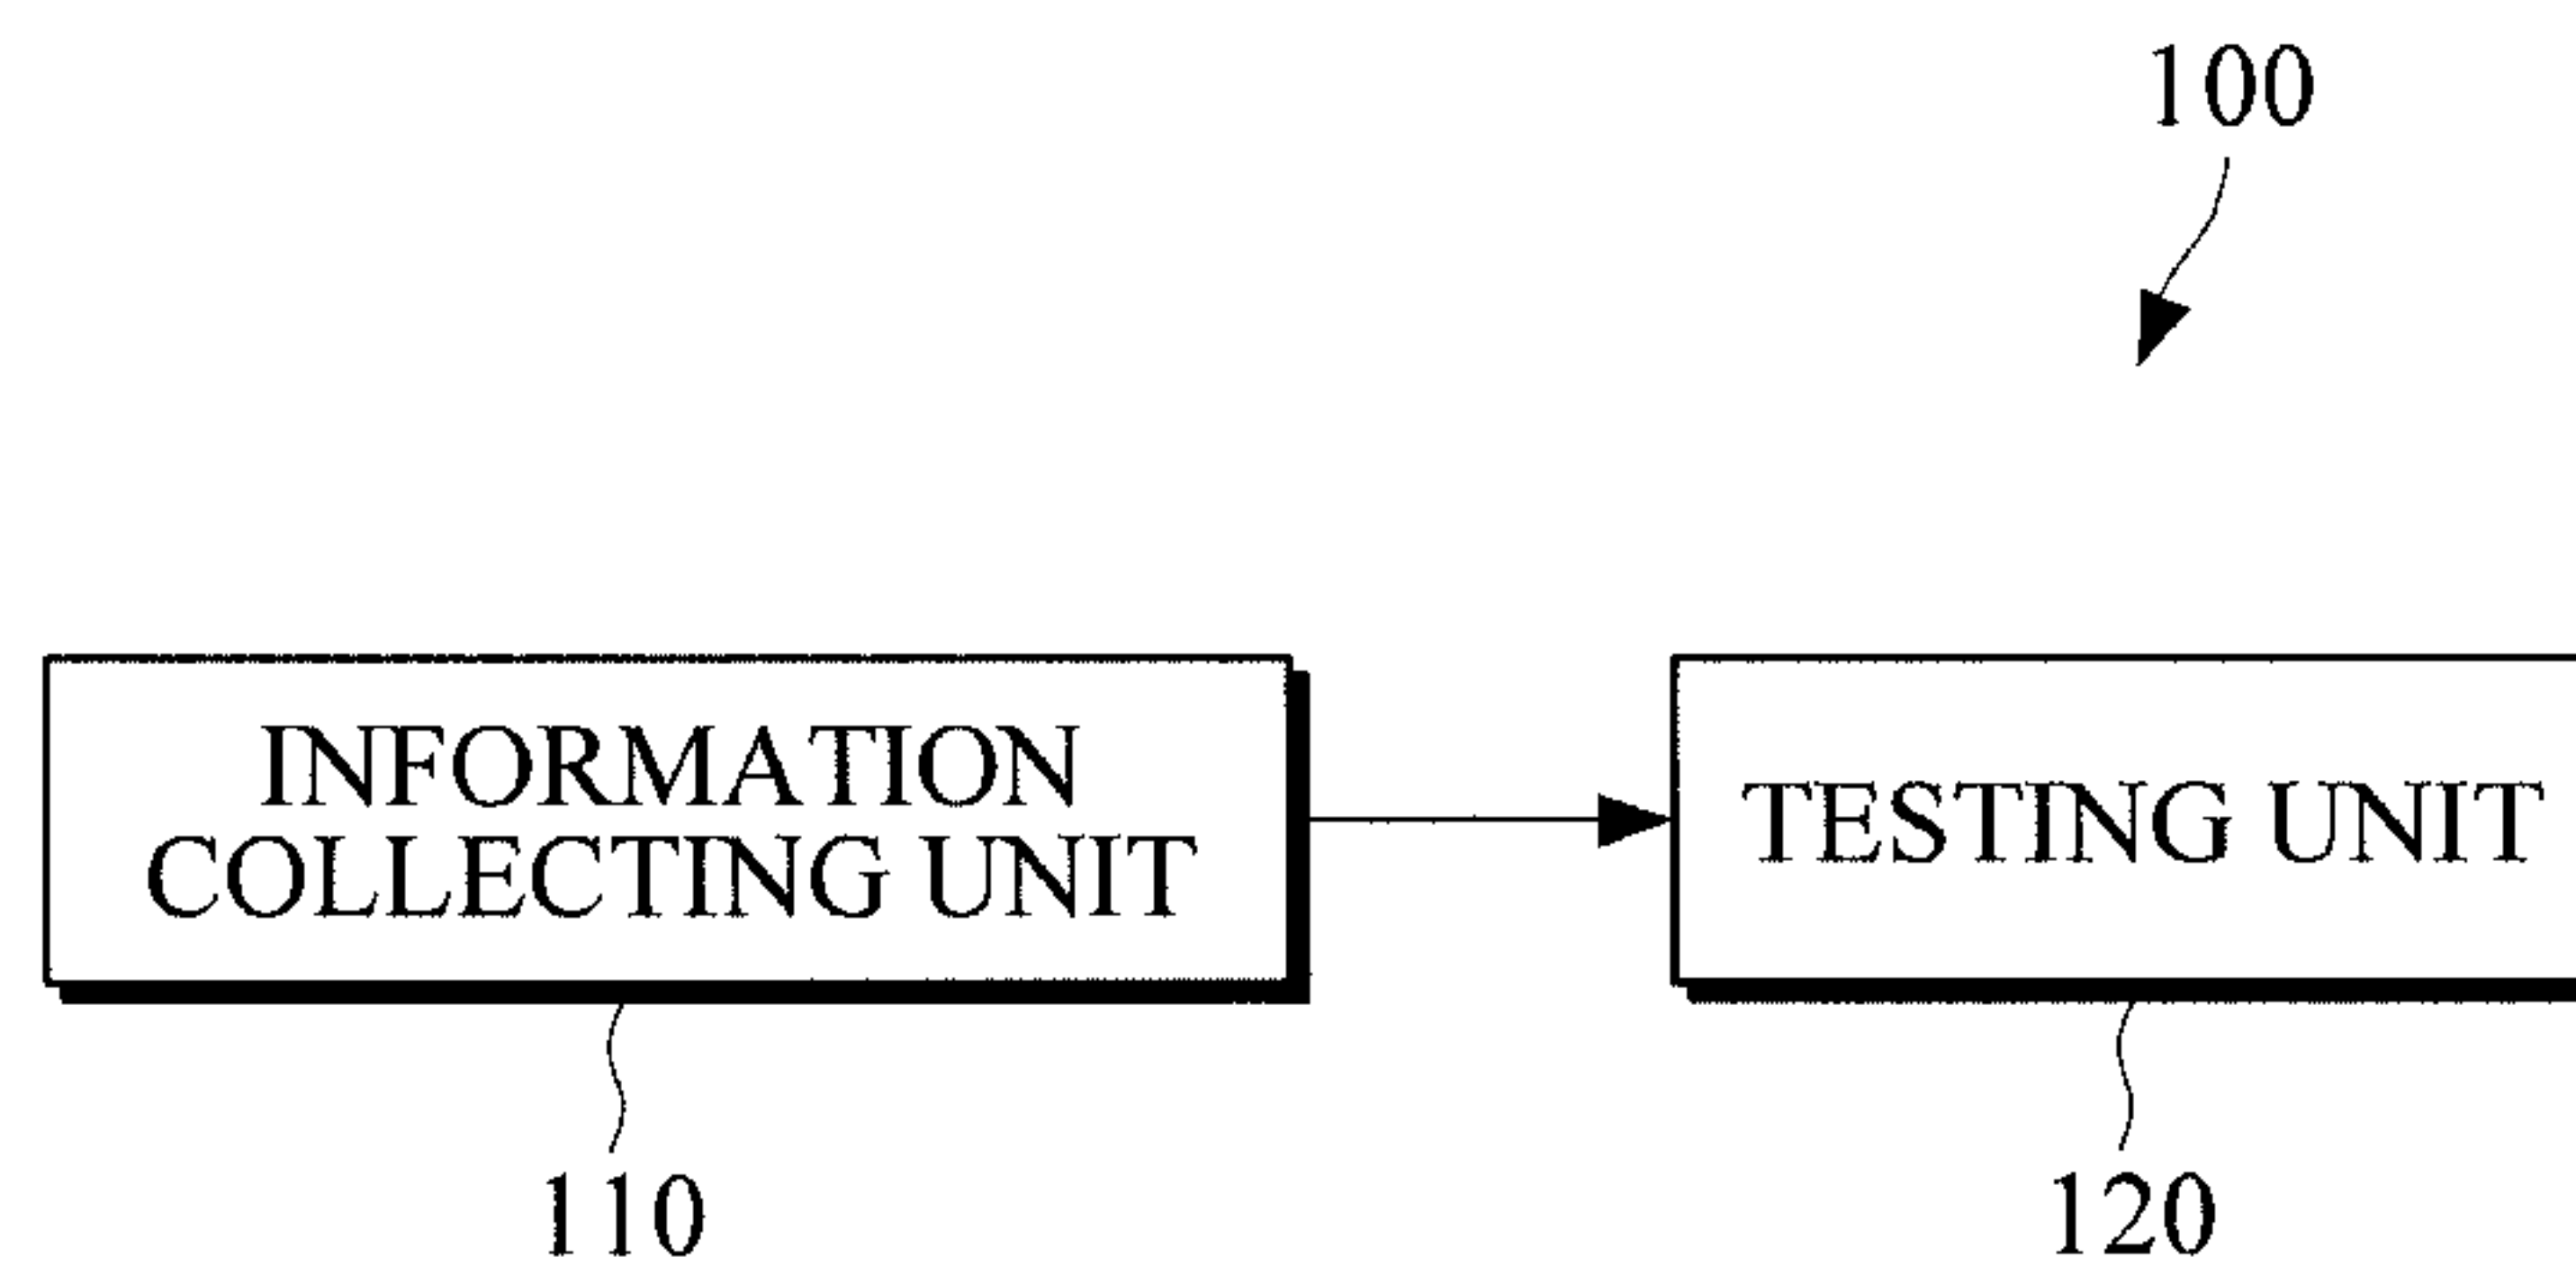 100
INFORMATION
COLLECTING UNIT
TESTING UNIT
110
120